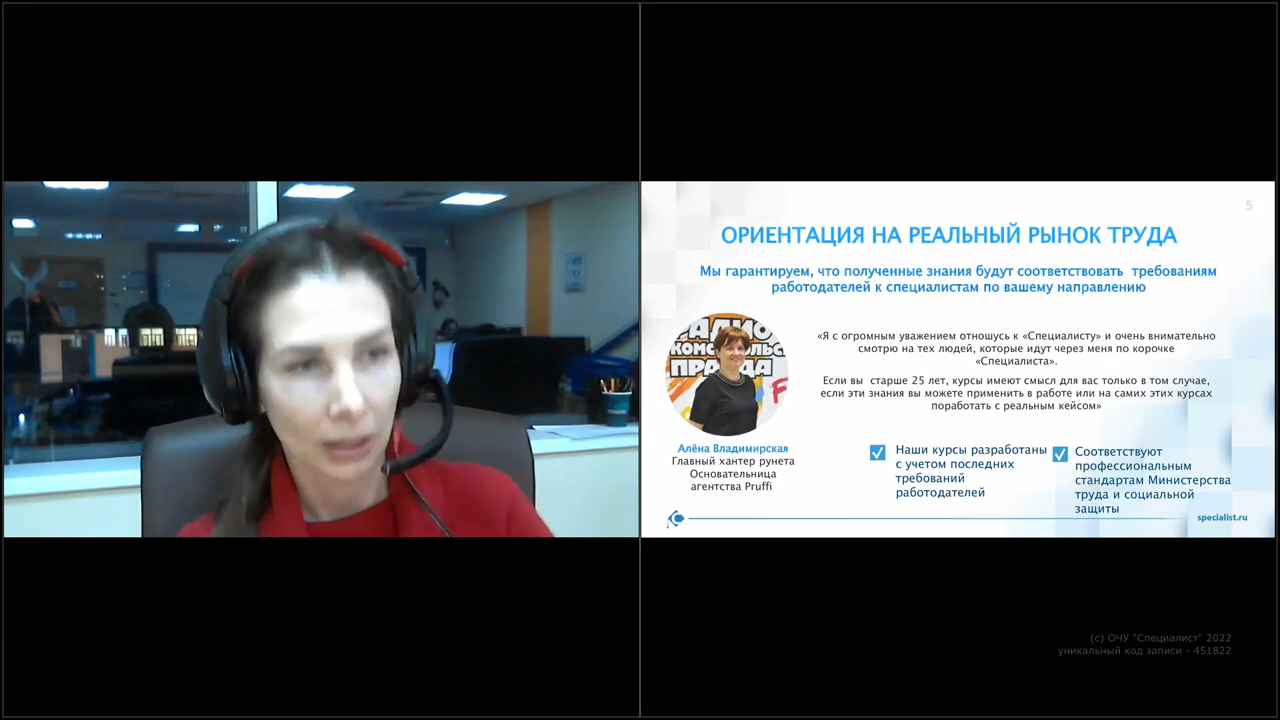 5
ОРИЕНТАЦИЯ НА РЕАЛЬНЫЙ РЫНОК ТРУДА
Мы гарантируем, что полученные знания будут соответствовать требованиям
работодателей к специалистам по вашему направлению
РАДИО
КОМСОМОЛЬС
ПРАВДА
«Я с огромным уважением отношусь к «Специалисту» и очень внимательно
смотрю на тех людей, которые идут через меня по корочке
«Специалиста».
Если вы старше 25 лет, курсы имеют смысл для вас только в том случае,
если эти знания вы можете применить в работе или на самих этих курсах
поработать с реальным кейсом»
Алёна Владимирская
Главный хантер рунета
Основательница
агентства Pruffi
Наши курсы разработаны
с учетом последних
требований
работодателей
Соответствуют
профессиональным
стандартам Министерства
труда и социальной
защиты
specialist.ru
(с) ОЧУ "Специалист" 2022
уникальный код записи - 451822